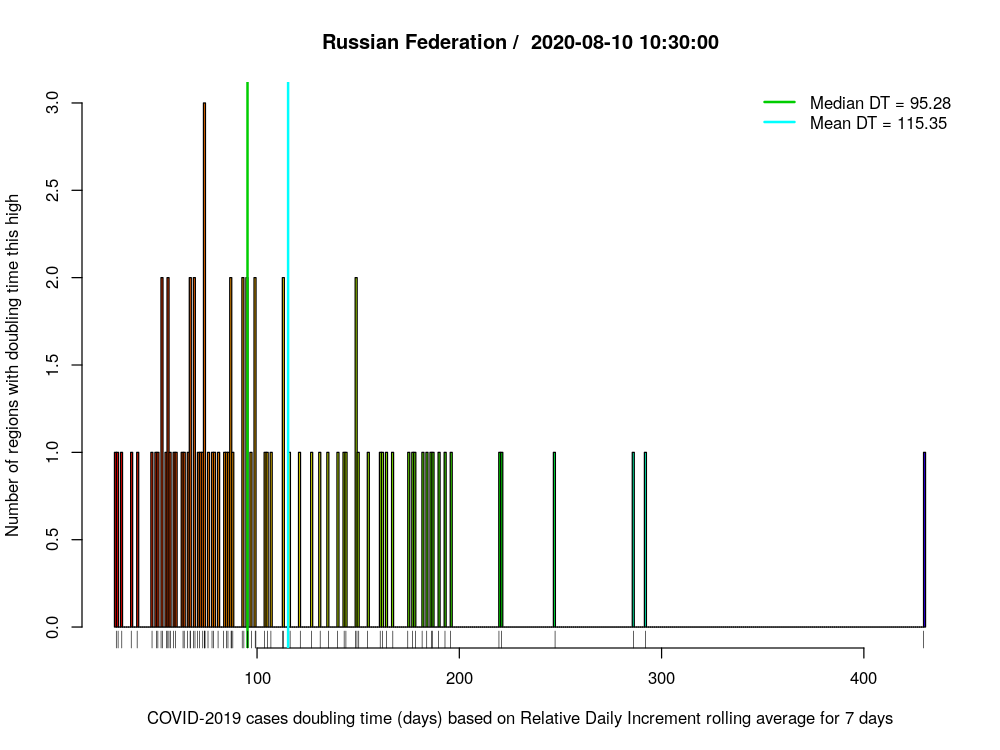 Russian Federation /  2020-08-10 10:30:00
Median DT = 95.28
Mean DT = 115.35
Number of regions with doubling time this high
3.0
2.5
2.0
1.5
1.0
0.5
0.0
100 200 300 400
COVID-2019 cases doubling time (days) based on Relative Daily Increment rolling average for 7 days